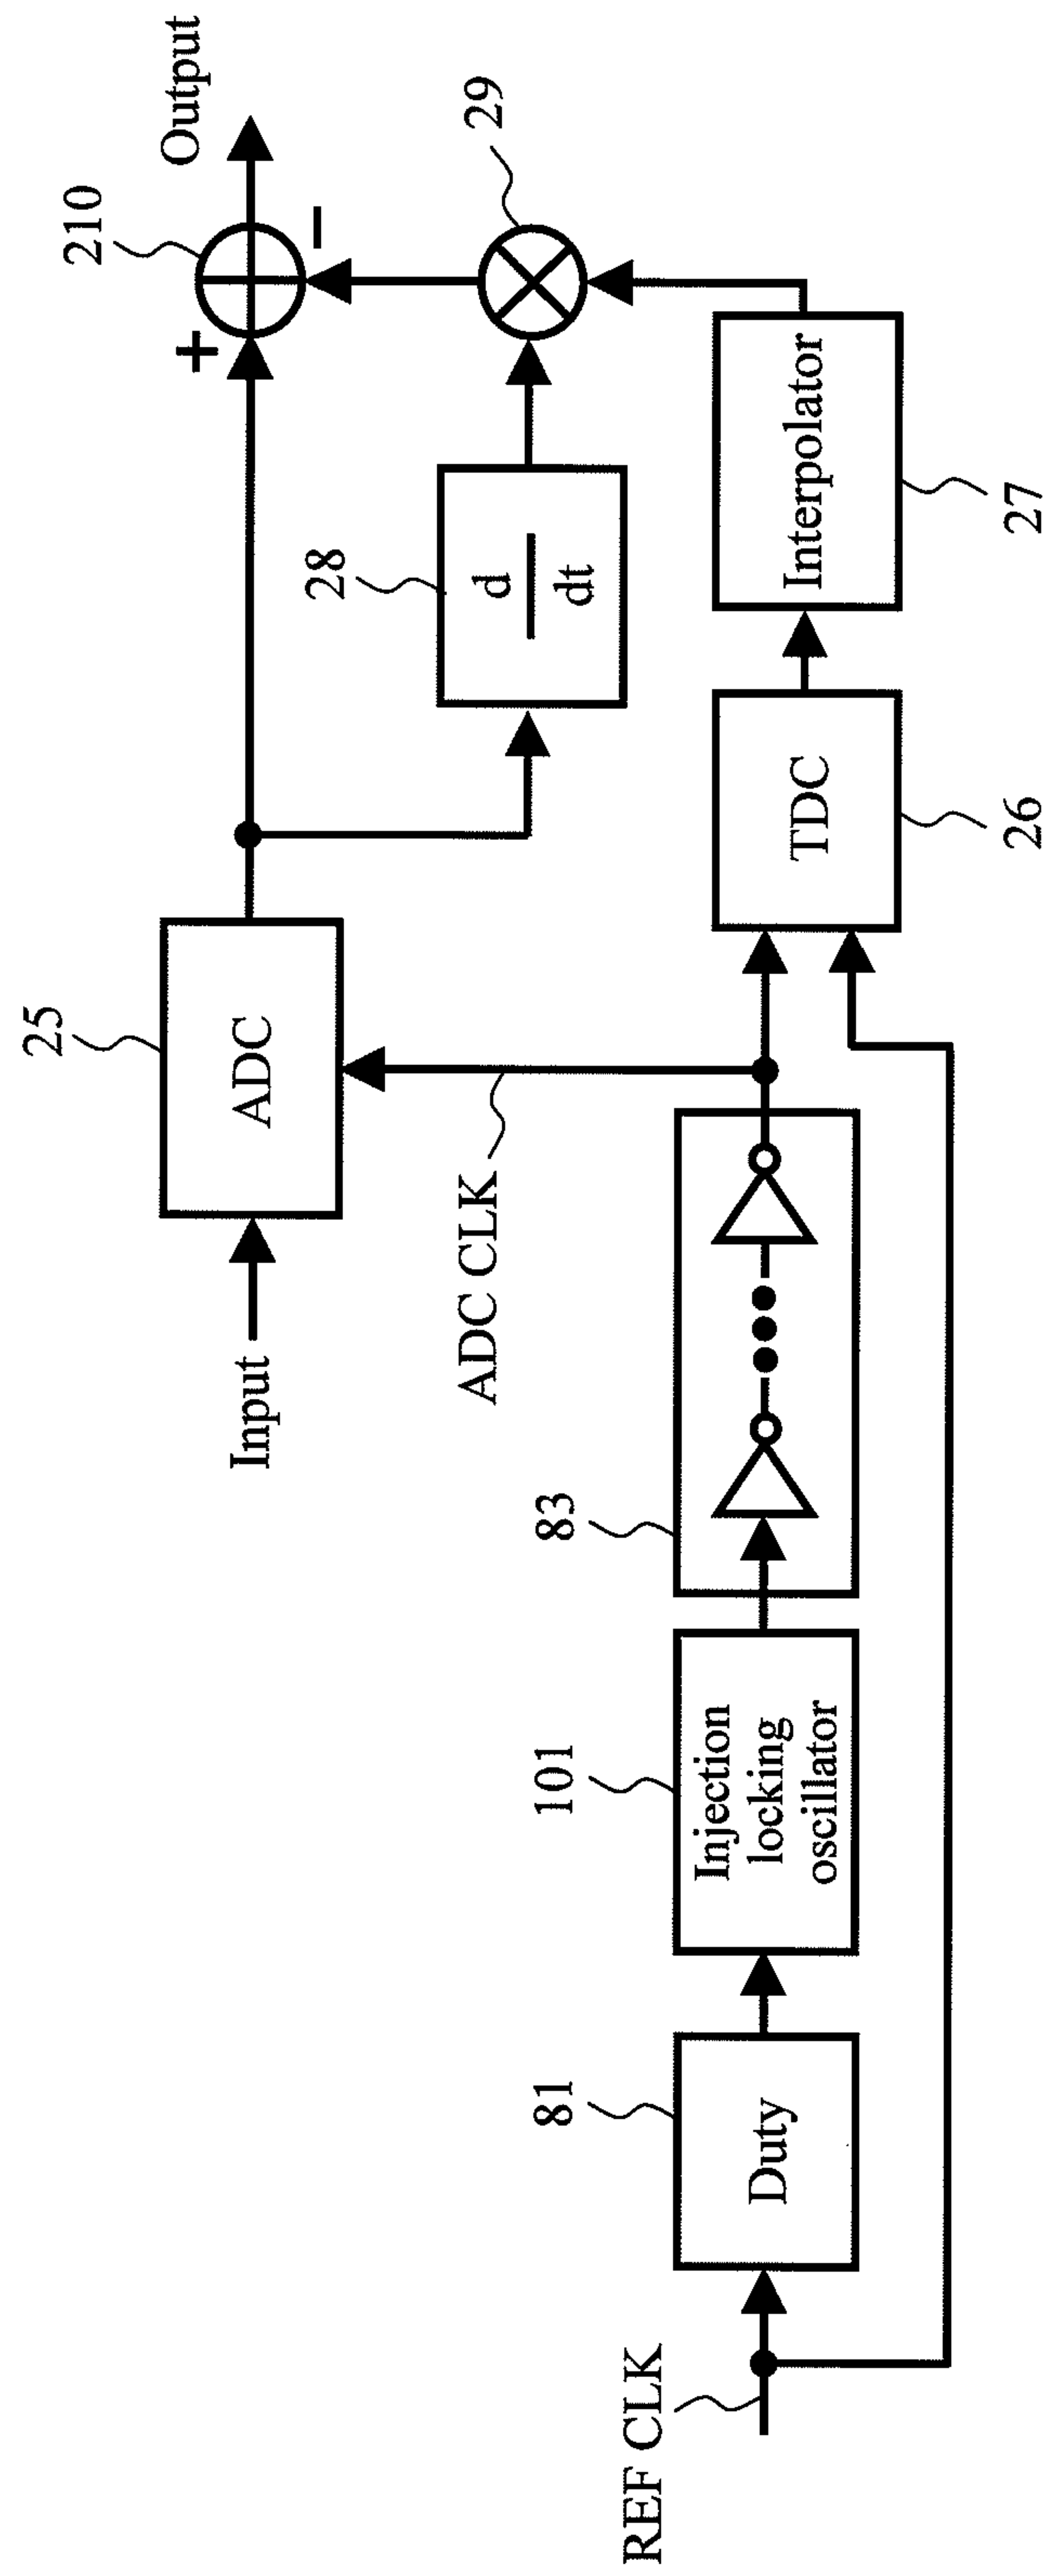 Output
210
+
−
29
25
ADC
28
d
dt
Input
ADC CLK
Interpolator
27
TDC
26
83
101
Injection
locking
oscillator
81
Duty
REF CLK